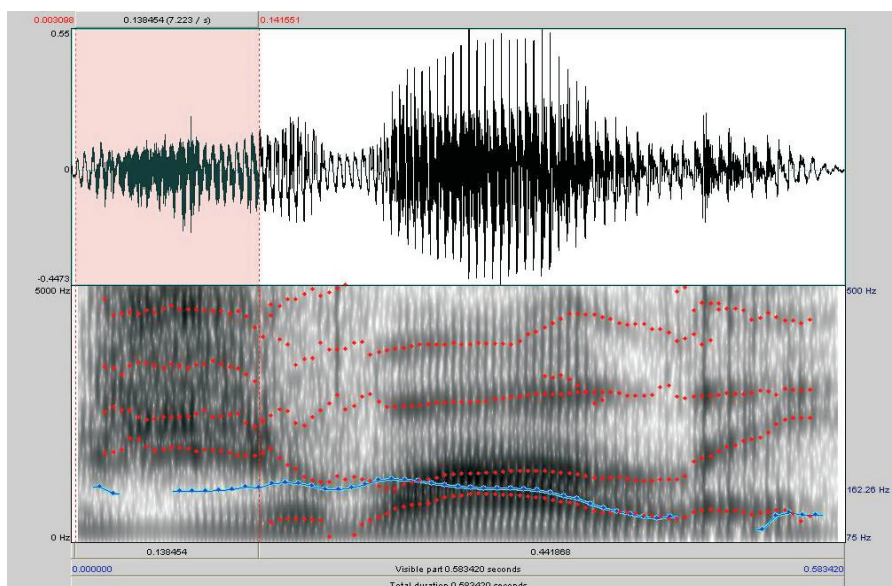 0.003098 0.138454 (7.223 / s) 0.141551
0.55
0
-0.4473
5000 Hz 500 Hz
162.26 Hz
0 Hz 75 Hz
0.138454 0.441868
0.000000 Visible part 0.583420 seconds 0.583420
Total duration 0.583420 seconds